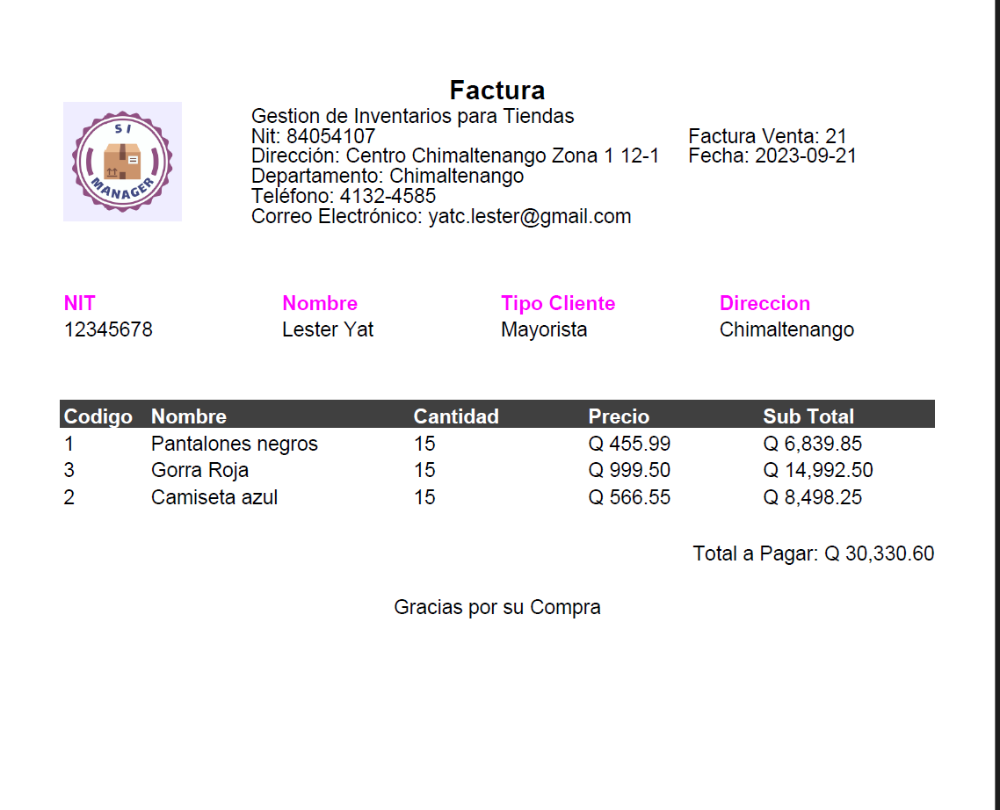 Factura
SI
MANAGER
Gestion de Inventarios para Tiendas
Nit: 84054107
Dirección: Centro Chimaltenango Zona 1 12-1
Departamento: Chimaltenango
Teléfono: 4132-4585
Correo Electrónico: yatc.lester@gmail.com
Factura Venta: 21
Fecha: 2023-09-21
NIT Nombre Tipo Cliente Direccion
12345678 Lester Yat Mayorista Chimaltenango
Codigo Nombre Cantidad Precio Sub Total
1 Pantalones negros 15 Q 455.99 Q 6,839.85
3 Gorra Roja 15 Q 999.50 Q 14,992.50
2 Camiseta azul 15 Q 566.55 Q 8,498.25
Total a Pagar: Q 30,330.60
Gracias por su Compra